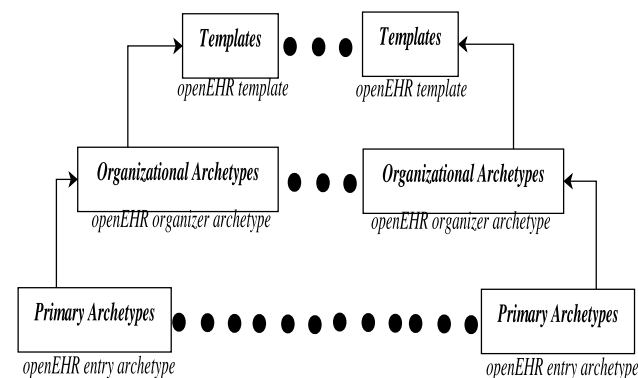 Templates
Templates
openEHR template
openEHR template
Organizational Archetypes
Organizational Archetypes
openEHR organizer archetype
openEHR organizer archetype
Primary Archetypes
Primary Archetypes
openEHR entry archetype
openEHR entry archetype